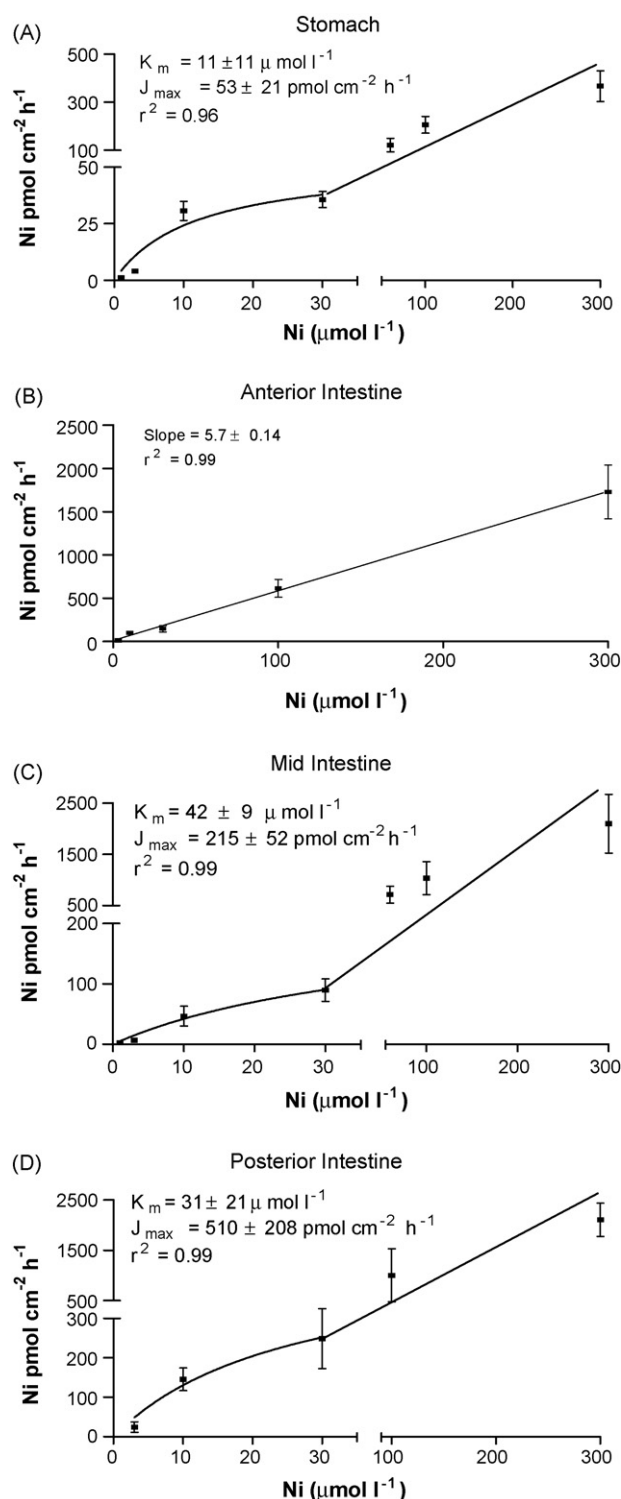 (A) Stomach
K m = 11 ±11 μ mol l⁻¹
J max = 53 ± 21 pmol cm⁻² h⁻¹
r² = 0.96
Ni pmol cm⁻² h⁻¹
500
300
100
50
25
0
0 10 20 30 100 200 300
Ni (μmol l⁻¹)
(B) Anterior Intestine
Slope = 5.7 ± 0.14
r² = 0.99
Ni pmol cm⁻² h⁻¹
2500
2000
1500
1000
500
0
100 200 300
Ni (μmol l⁻¹)
(C) Mid Intestine
K m = 42 ± 9 μ mol l⁻¹
J max = 215 ± 52 pmol cm⁻² h⁻¹
r² = 0.99
Ni pmol cm⁻² h⁻¹
2500
1500
500
200
100
0
0 10 20 30 100 200 300
Ni (μmol l⁻¹)
(D) Posterior Intestine
K m = 31 ± 21 μ mol l⁻¹
J max = 510 ± 208 pmol cm⁻² h⁻¹
r² = 0.99
Ni pmol cm⁻² h⁻¹
2500
1500
500
300
200
100
0
0 10 20 30 100 200 300
Ni (μmol l⁻¹)